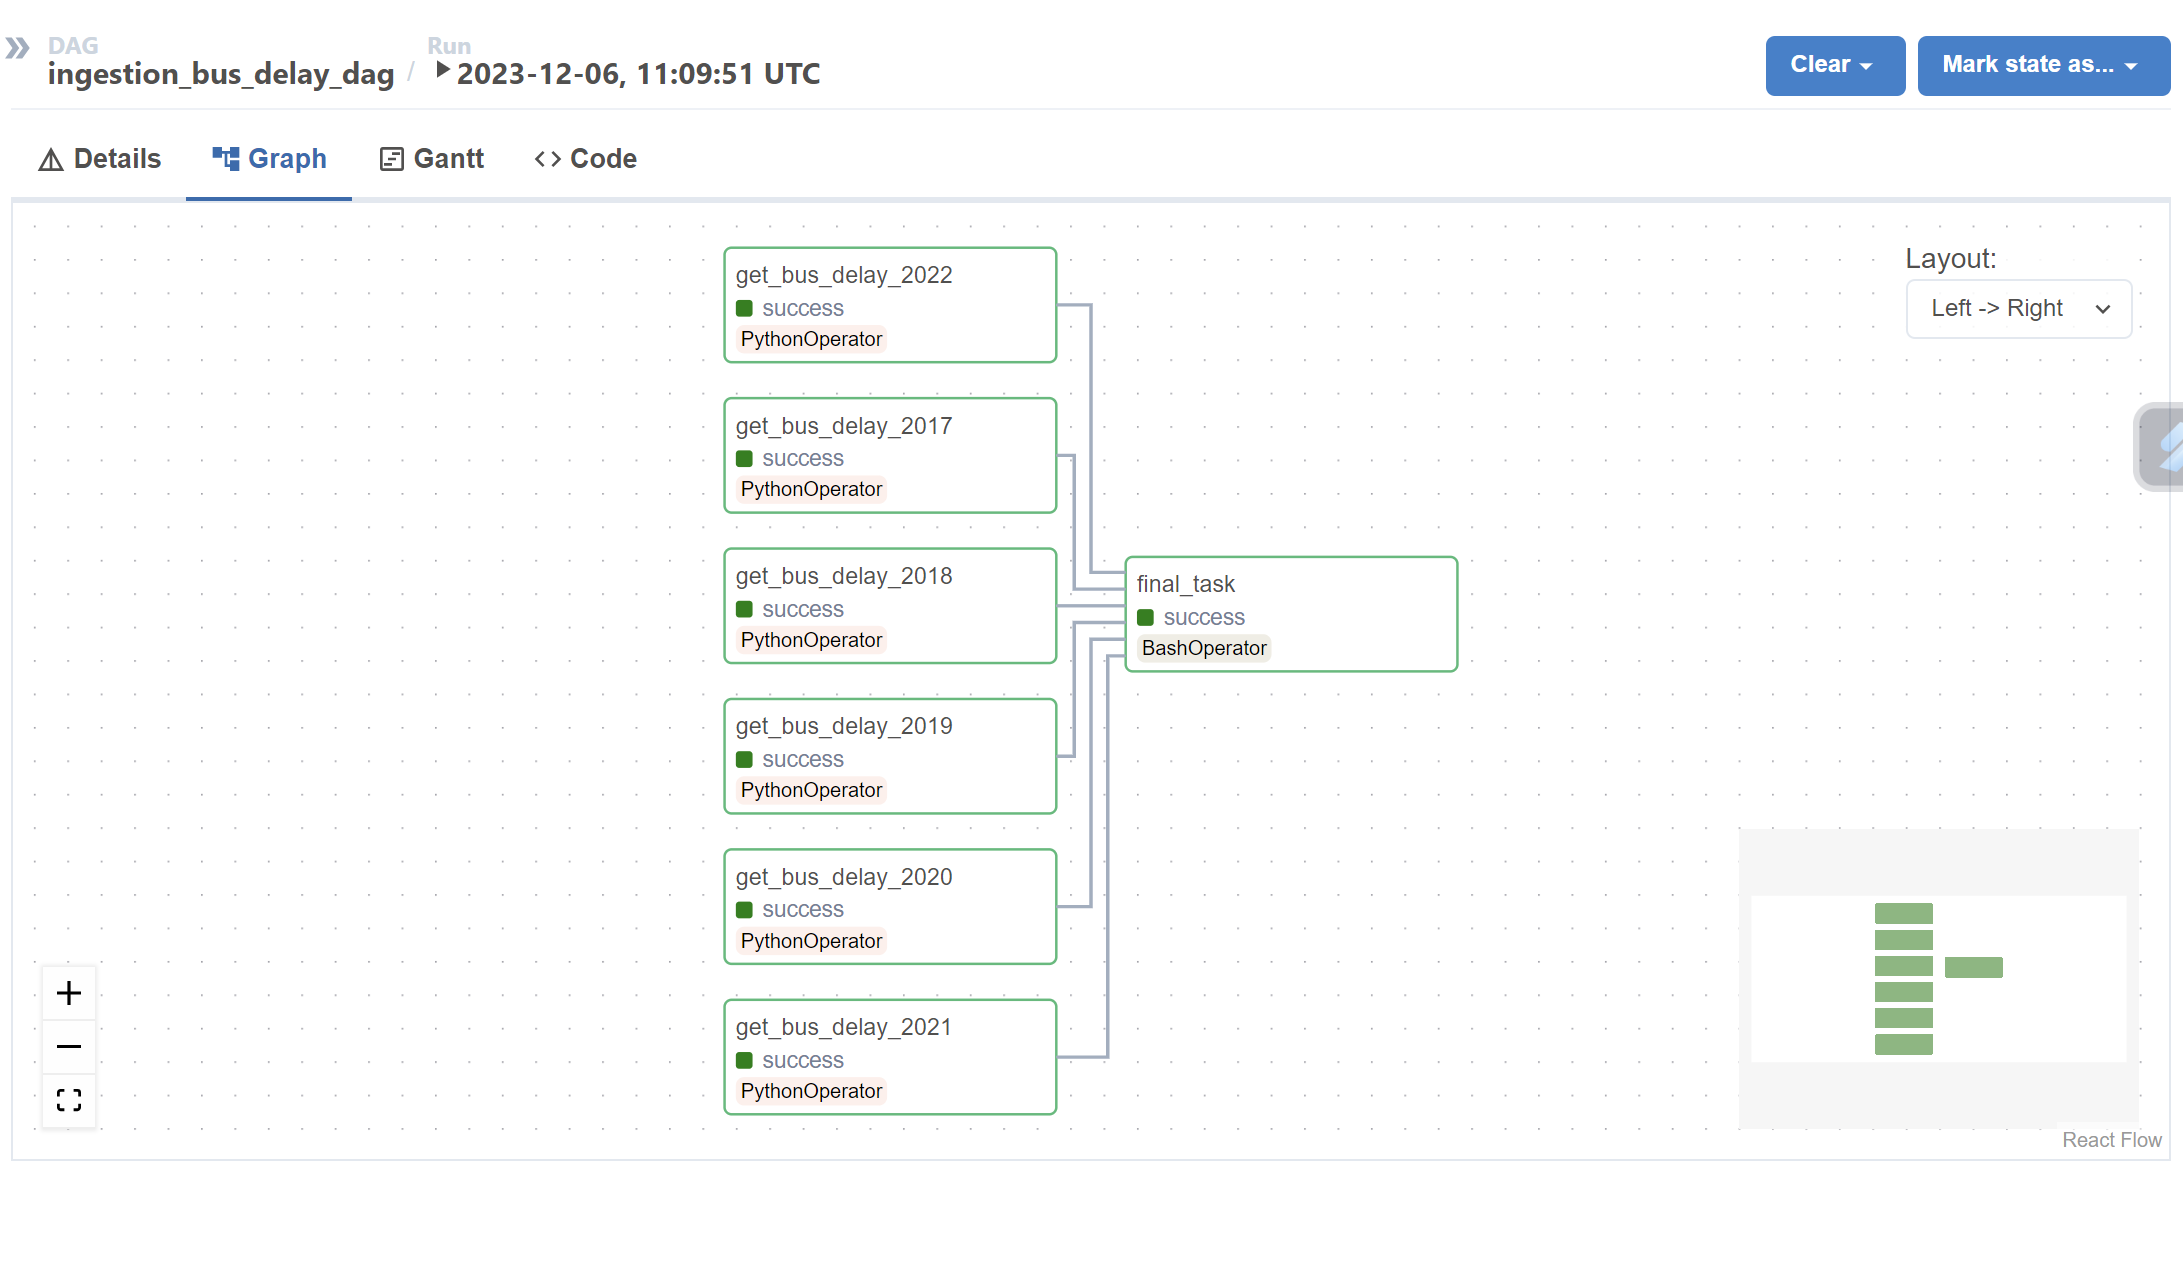 DAG
ingestion_bus_delay_dag /
Run
2023-12-06, 11:09:51 UTC
Clear
Mark state as...
Details
Graph
Gantt
<> Code
Layout:
Left -> Right
get_bus_delay_2022
success
PythonOperator
get_bus_delay_2017
success
PythonOperator
get_bus_delay_2018
success
PythonOperator
final_task
success
BashOperator
get_bus_delay_2019
success
PythonOperator
get_bus_delay_2020
success
PythonOperator
get_bus_delay_2021
success
PythonOperator
React Flow